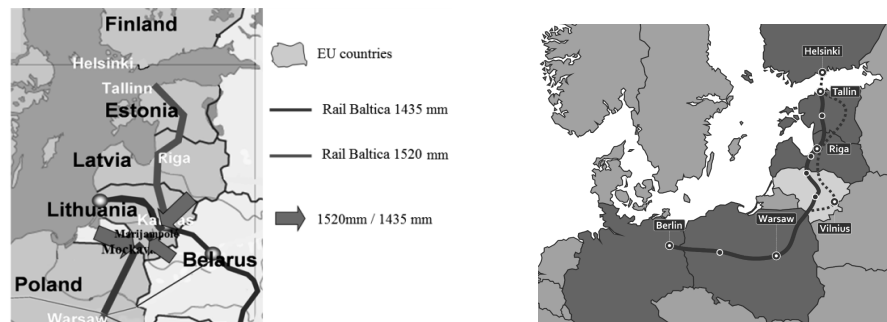 Finland
Helsinki
Tallinn
Estonia
Latvia
Riga
Lithuania
Marijampolė
Mockav.
Belarus
Poland
Warsaw
EU countries
Rail Baltica 1435 mm
Rail Baltica 1520 mm
1520mm / 1435 mm
Helsinki
Tallin
Riga
Vilnius
Warsaw
Berlin